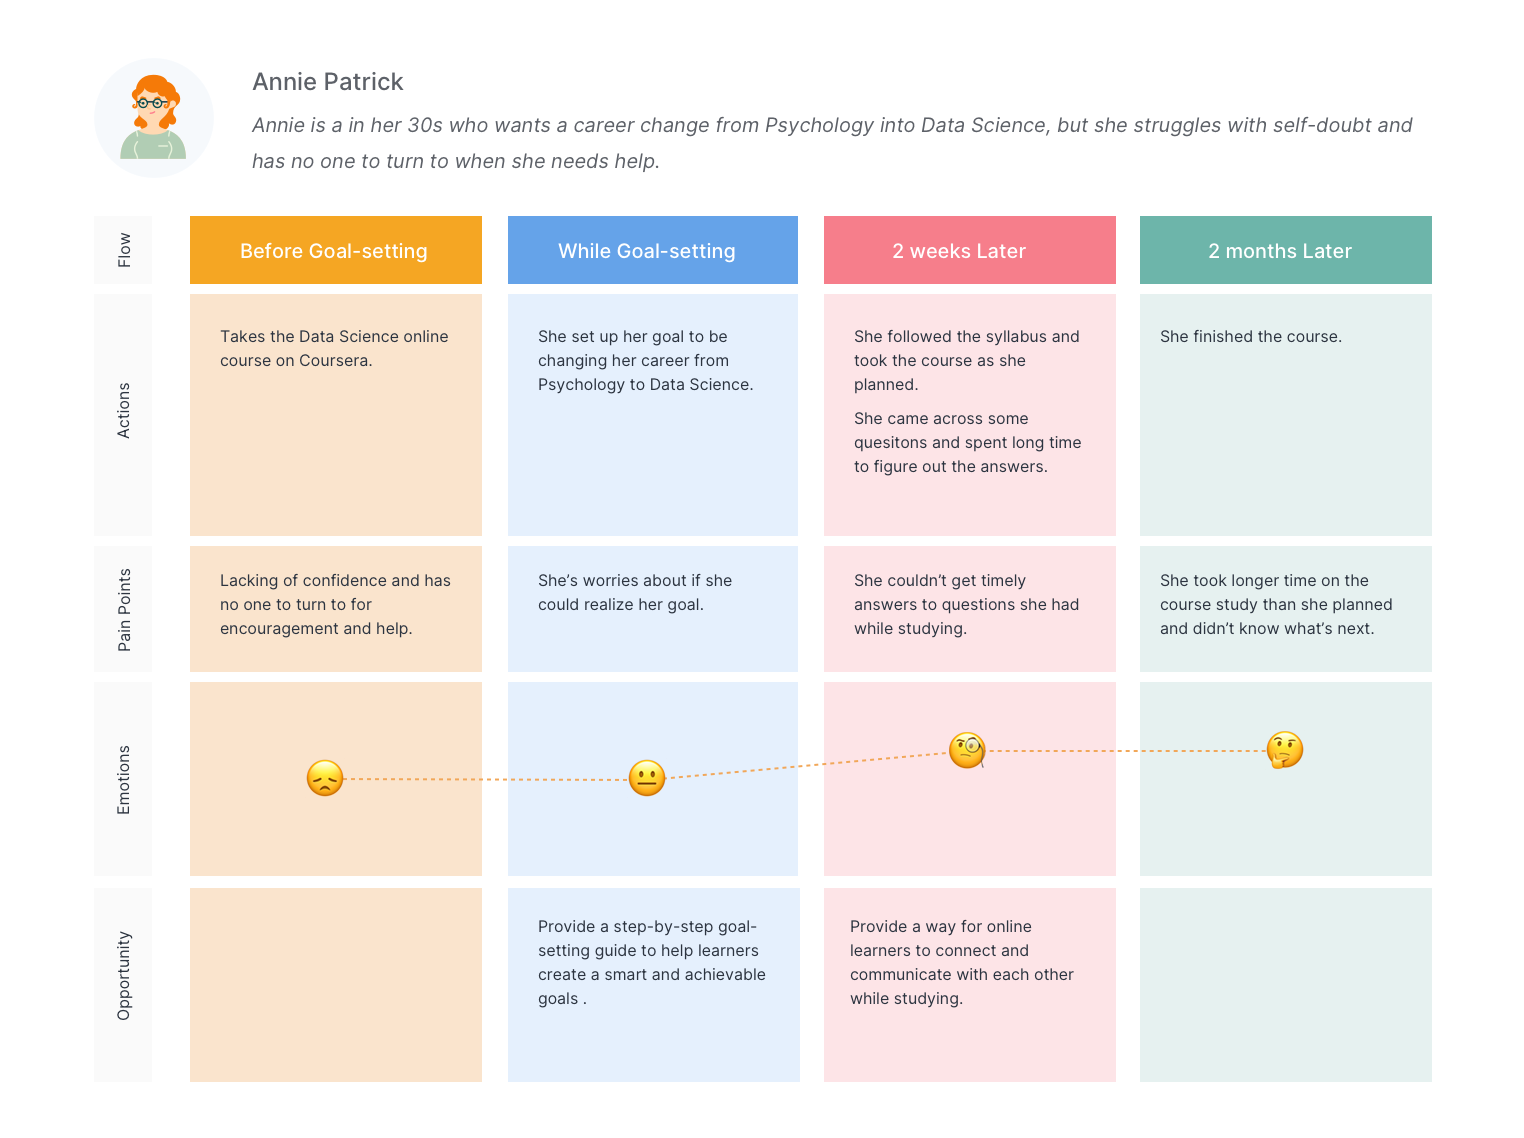 Annie Patrick
Annie is a in her 30s who wants a career change from Psychology into Data Science, but she struggles with self-doubt and
has no one to turn to when she needs help.
Flow
Before Goal-setting
While Goal-setting
2 weeks Later
2 months Later
Actions
Takes the Data Science online
course on Coursera.
She set up her goal to be
changing her career from
Psychology to Data Science.
She followed the syllabus and
took the course as she
planned.
She came across some
quesitons and spent long time
to figure out the answers.
She finished the course.
Pain Points
Lacking of confidence and has
no one to turn to for
encouragement and help.
She’s worries about if she
could realize her goal.
She couldn’t get timely
answers to questions she had
while studying.
She took longer time on the
course study than she planned
and didn’t know what’s next.
Emotions
Opportunity
Provide a step-by-step goal-
setting guide to help learners
create a smart and achievable
goals .
Provide a way for online
learners to connect and
communicate with each other
while studying.